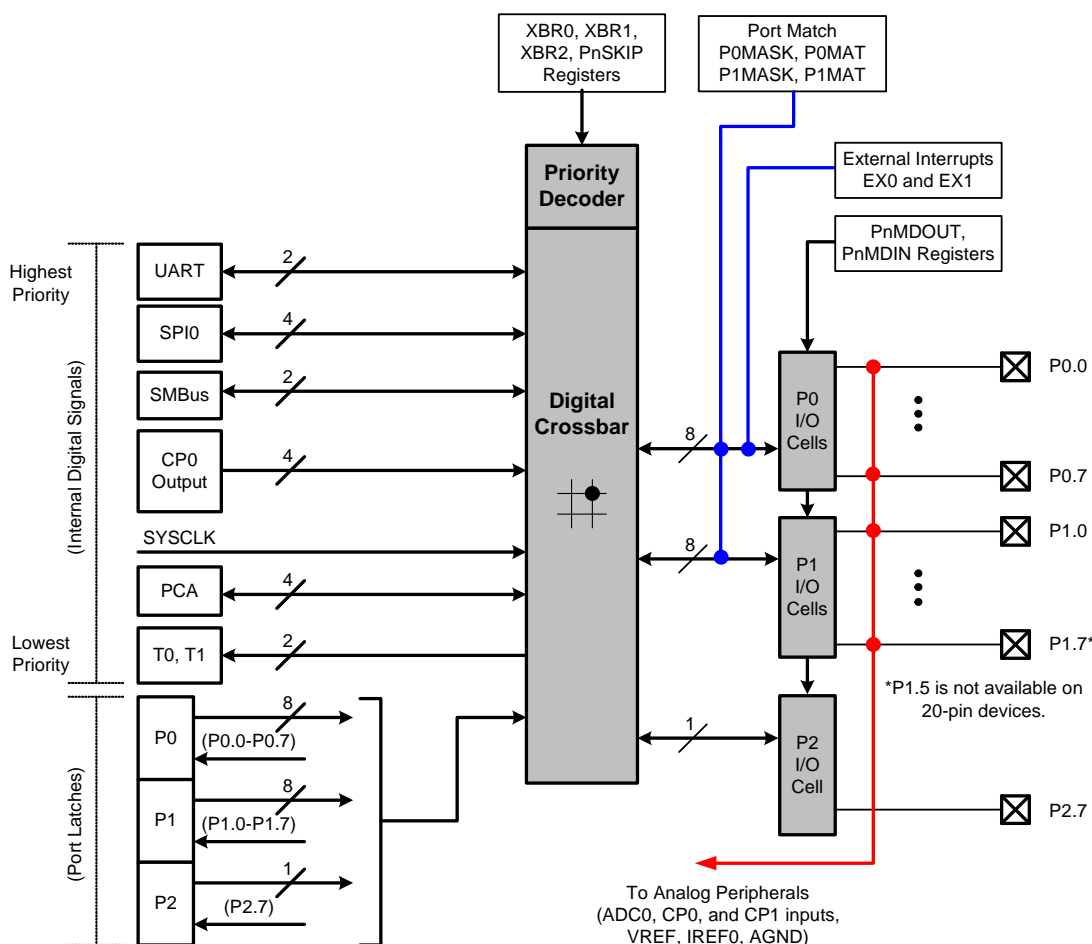 XBR0, XBR1,
XBR2, PnSKIP
Registers
Port Match
P0MASK, P0MAT
P1MASK, P1MAT
External Interrupts
EX0 and EX1
PnMDOUT,
PnMDIN Registers
Priority
Decoder
Digital
Crossbar
Highest
Priority
(Internal Digital Signals)
Lowest
Priority
(Port Latches)
UART
2
SPI0
4
SMBus
2
CP0
Output
4
SYSCLK
PCA
4
T0, T1
2
P0
8
(P0.0-P0.7)
P1
8
(P1.0-P1.7)
P2
1
(P2.7)
8
8
1
P0
I/O
Cells
P1
I/O
Cells
P2
I/O
Cell
P0.0
P0.7
P1.0
P1.7*
*P1.5 is not available on
20-pin devices.
P2.7
To Analog Peripherals
(ADC0, CP0, and CP1 inputs,
VREF, IREF0, AGND)